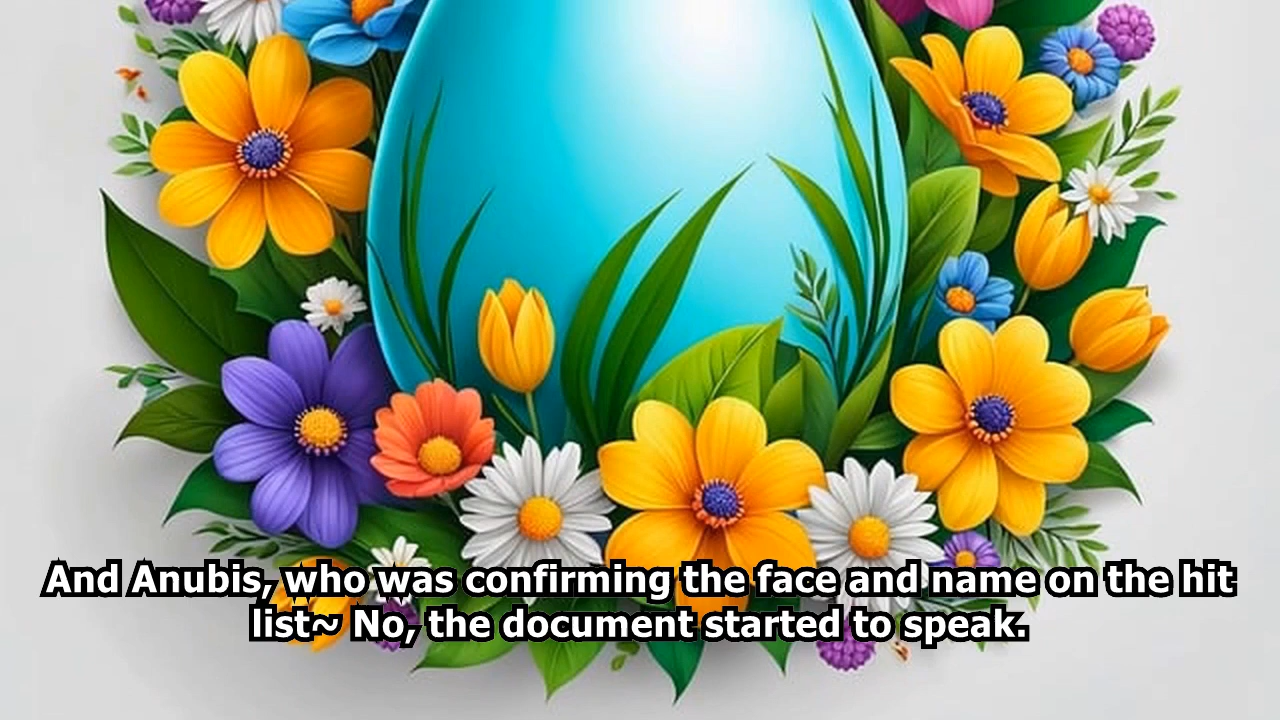 And Anubis, who was confirming the face and name on the hit
list~ No, the document started to speak.